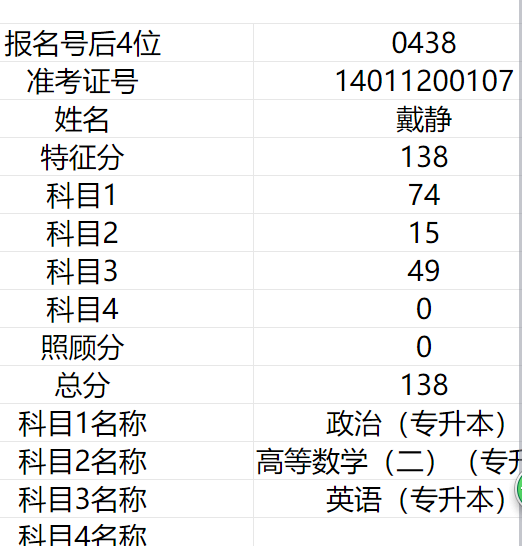 报名号后4位 0438
准考证号 14011200107
姓名 戴静
特征分 138
科目1 74
科目2 15
科目3 49
科目4 0
照顾分 0
总分 138
科目1名称 政治（专升本）
科目2名称 高等数学（二）（专升
科目3名称 英语（专升本）
科目4名称